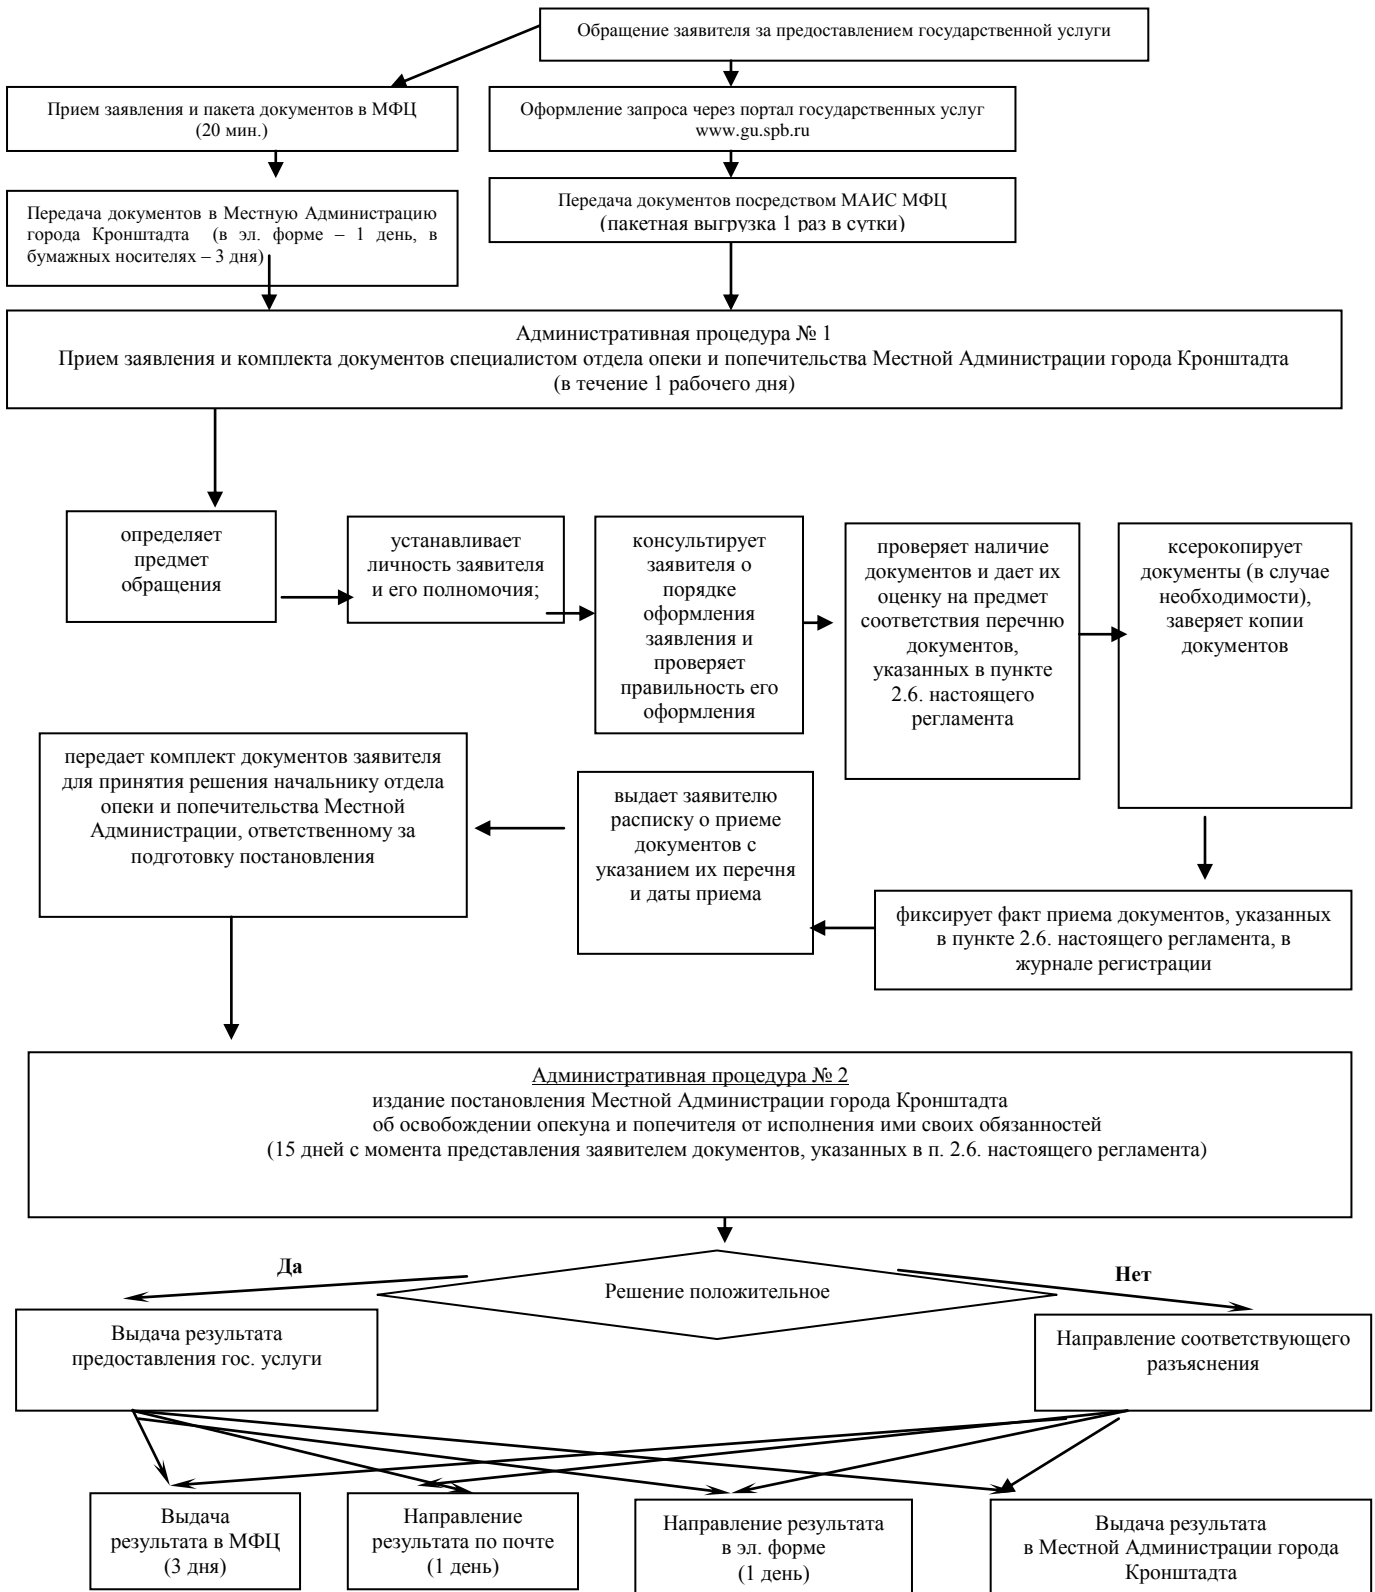 Обращение заявителя за предоставлением государственной услуги
Прием заявления и пакета документов в МФЦ
(20 мин.)
Оформление запроса через портал государственных услуг
www.gu.spb.ru
Передача документов в Местную Администрацию
города Кронштадта (в эл. форме – 1 день, в
бумажных носителях – 3 дня)
Передача документов посредством МАИС МФЦ
(пакетная выгрузка 1 раз в сутки)
Административная процедура № 1
Прием заявления и комплекта документов специалистом отдела опеки и попечительства Местной Администрации города Кронштадта
(в течение 1 рабочего дня)
определяет
предмет
обращения
устанавливает
личность заявителя
и его полномочия;
консультирует
заявителя о
порядке
оформления
заявления и
проверяет
правильность его
оформления
проверяет наличие
документов и дает их
оценку на предмет
соответствия перечню
документов,
указанных в пункте
2.6. настоящего
регламента
ксерокопирует
документы (в случае
необходимости),
заверяет копии
документов
передает комплект документов заявителя
для принятия решения начальнику отдела
опеки и попечительства Местной
Администрации, ответственному за
подготовку постановления
выдает заявителю
расписку о приеме
документов с
указанием их перечня
и даты приема
фиксирует факт приема документов, указанных
в пункте 2.6. настоящего регламента, в
журнале регистрации
Административная процедура № 2
издание постановления Местной Администрации города Кронштадта
об освобождении опекуна и попечителя от исполнения ими своих обязанностей
(15 дней с момента представления заявителем документов, указанных в п. 2.6. настоящего регламента)
Да
Решение положительное
Нет
Выдача результата
предоставления гос. услуги
Направление соответствующего
разъяснения
Выдача
результата в МФЦ
(3 дня)
Направление
результата по почте
(1 день)
Направление результата
в эл. форме
(1 день)
Выдача результата
в Местной Администрации города
Кронштадта